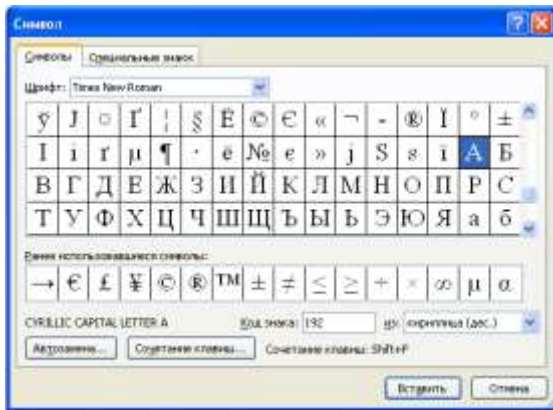 Символ
Символы Специальные знаки
Шрифт: Times New Roman
ў Ј ¤ Ґ ¦ § Ё © Є « ¬ - ® Ї ° ±
І і ґ µ ¶ · ё № є » ј Ѕ ѕ ї А Б
В Г Д Е Ж З И Й К Л М Н О П Р С
Т У Ф Х Ц Ч Ш Щ Ъ Ы Ь Э Ю Я а б
Ранее использовавшиеся символы:
→ € £ ¥ © ® ™ ± ≠ ≤ ≥ ÷ × ∞ µ α
CYRILLIC CAPITAL LETTER A Код знака: 192 из: кириллица (дес.)
Автозамена... Сочетание клавиш... Сочетание клавиш: Shift+F
Вставить Отмена